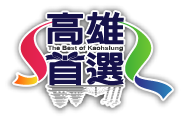 高雄
The Best of Kaohsiung
首選